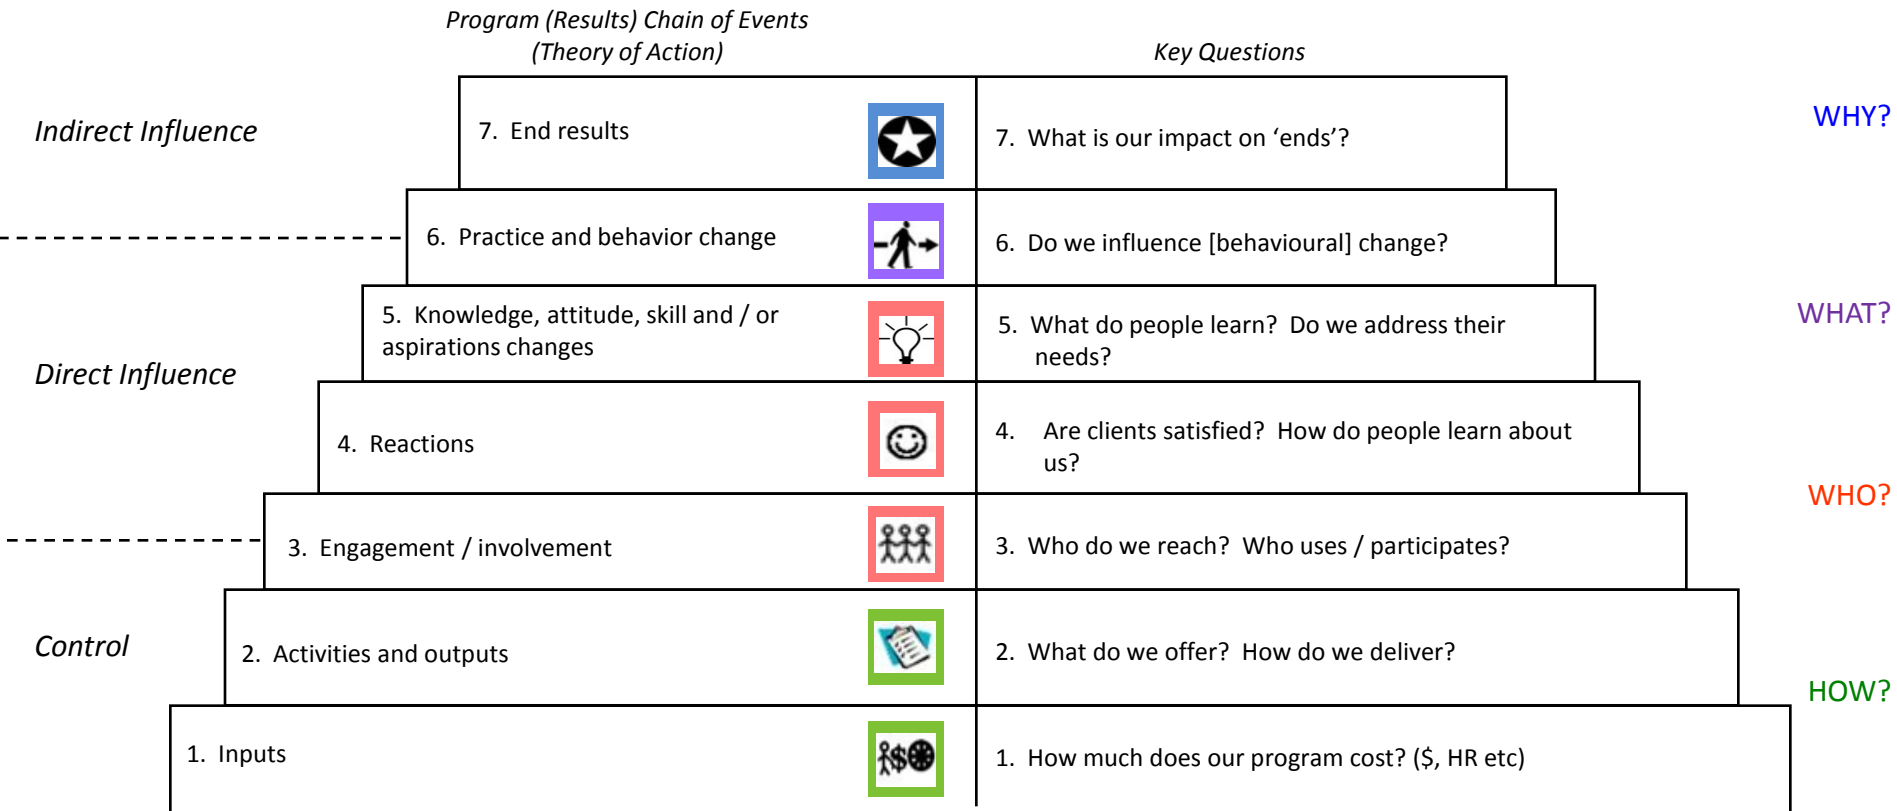 Program (Results) Chain of Events
(Theory of Action)
Key Questions
Indirect Influence
7. End results
7. What is our impact on ‘ends’?
WHY?
6. Practice and behavior change
6. Do we influence [behavioural] change?
5. Knowledge, attitude, skill and / or
aspirations changes
5. What do people learn? Do we address their
needs?
WHAT?
Direct Influence
4. Reactions
4. Are clients satisfied? How do people learn about
us?
WHO?
3. Engagement / involvement
3. Who do we reach? Who uses / participates?
Control
2. Activities and outputs
2. What do we offer? How do we deliver?
HOW?
1. Inputs
$
1. How much does our program cost? ($, HR etc)